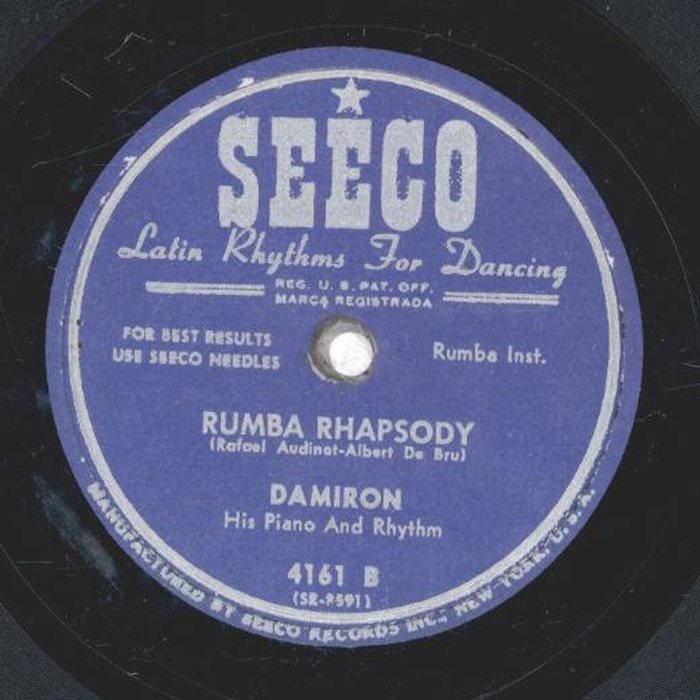 SEECO
Latin Rhythms For Dancing
REG. U. S. PAT. OFF.
MARCA REGISTRADA
FOR BEST RESULTS
USE SEECO NEEDLES
Rumba Inst.
RUMBA RHAPSODY
(Rafael Audinot-Albert De Bru)
DAMIRON
His Piano And Rhythm
4161 B
MANUFACTURED BY SEECO RECORDS INC., NEW YORK, U. S. A.